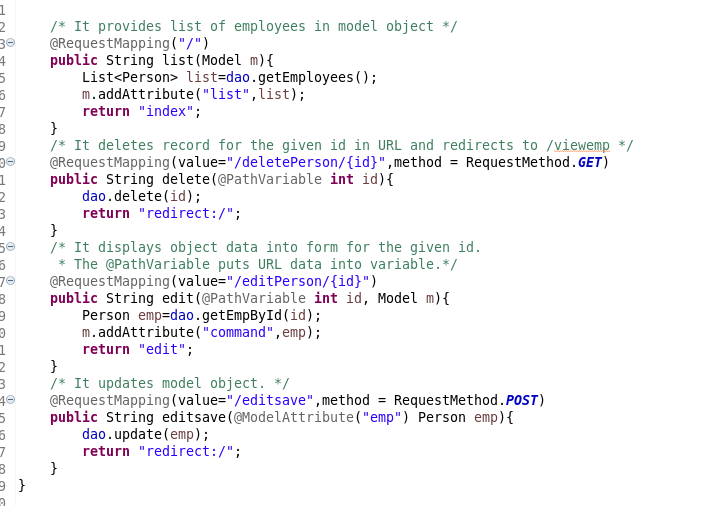 1
2 /* It provides list of employees in model object */
3 @RequestMapping("/")
4 public String list(Model m){
5 List<Person> list=dao.getEmployees();
6 m.addAttribute("list",list);
7 return "index";
8 }
9 /* It deletes record for the given id in URL and redirects to /viewemp */
0 @RequestMapping(value="/deletePerson/{id}",method = RequestMethod.GET)
1 public String delete(@PathVariable int id){
2 dao.delete(id);
3 return "redirect:/";
4 }
5 /* It displays object data into form for the given id.
6 * The @PathVariable puts URL data into variable.*/
7 @RequestMapping(value="/editPerson/{id}")
8 public String edit(@PathVariable int id, Model m){
9 Person emp=dao.getEmpById(id);
0 m.addAttribute("command",emp);
1 return "edit";
2 }
3 /* It updates model object. */
4 @RequestMapping(value="/editsave",method = RequestMethod.POST)
5 public String editsave(@ModelAttribute("emp") Person emp){
6 dao.update(emp);
7 return "redirect:/";
8 }
9 }
0